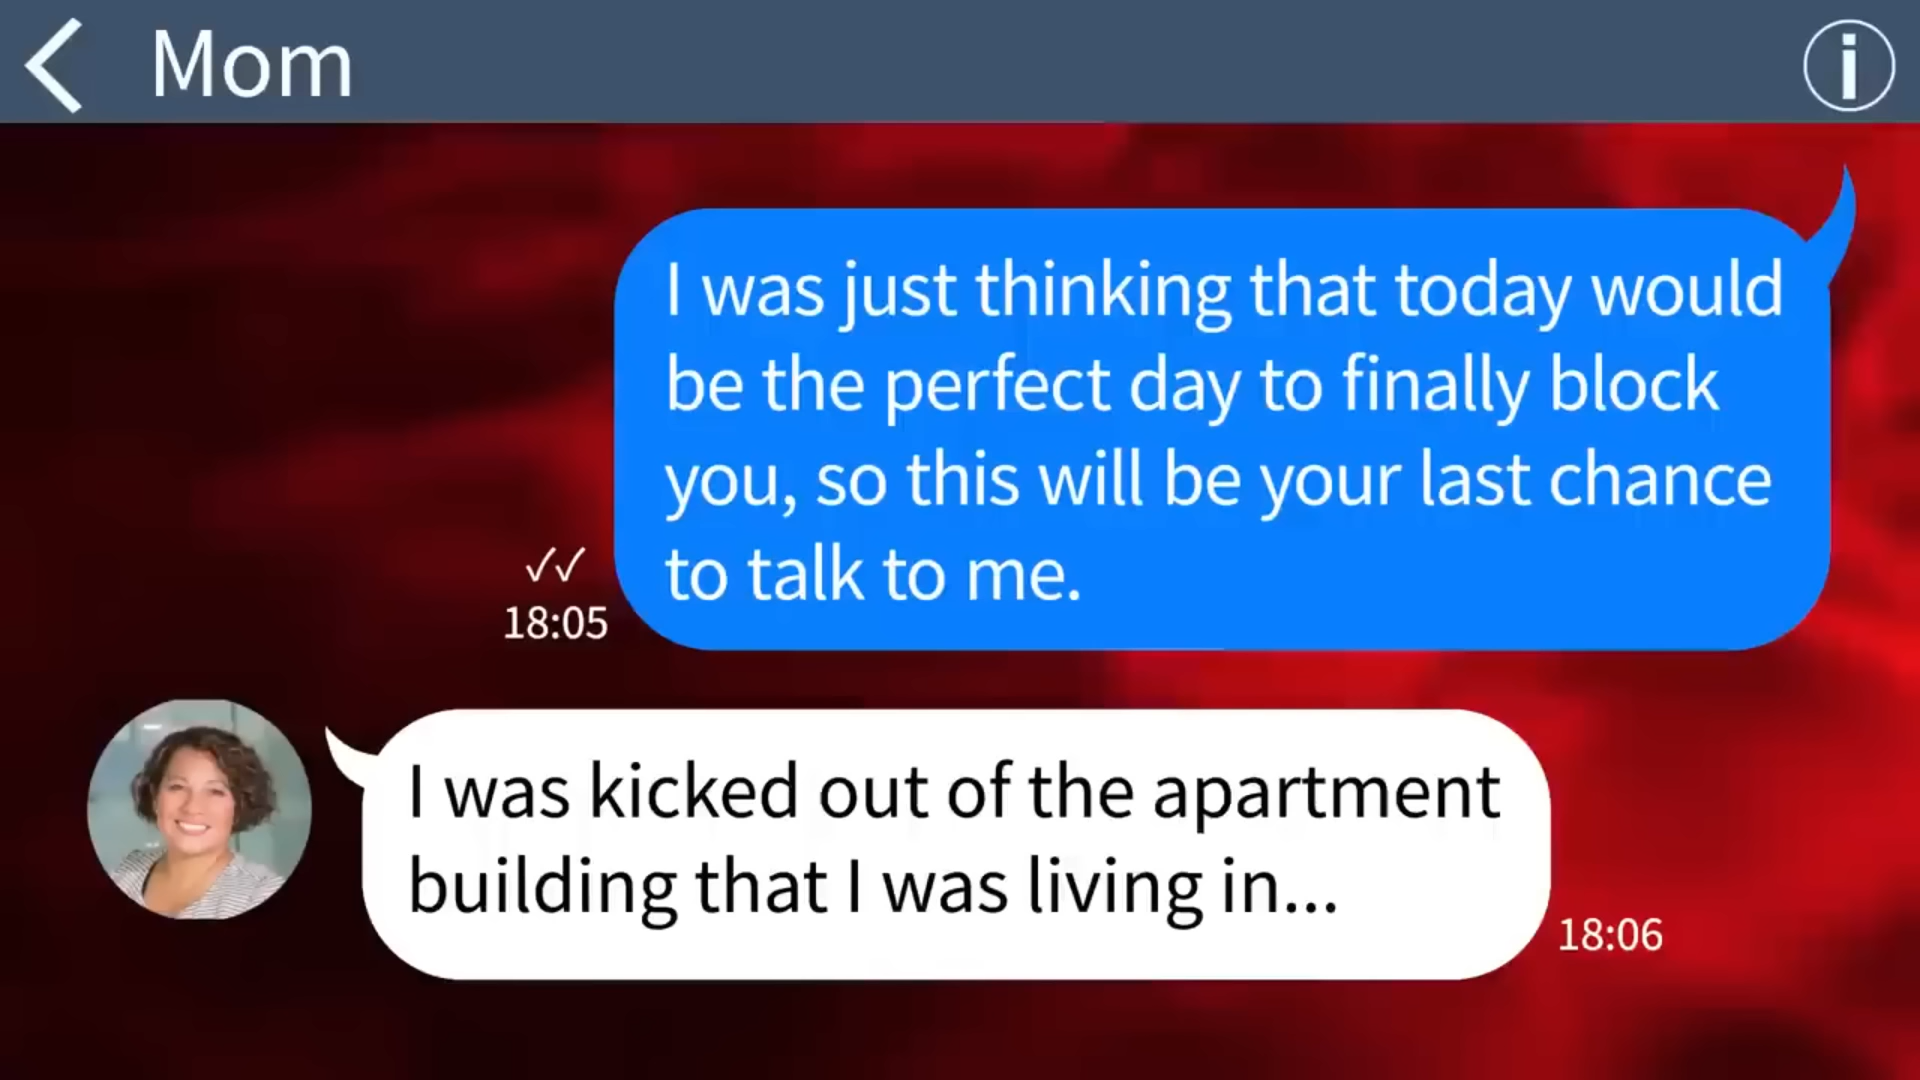 Mom
I was just thinking that today would
be the perfect day to finally block
you, so this will be your last chance
to talk to me.
18:05
I was kicked out of the apartment
building that I was living in...
18:06